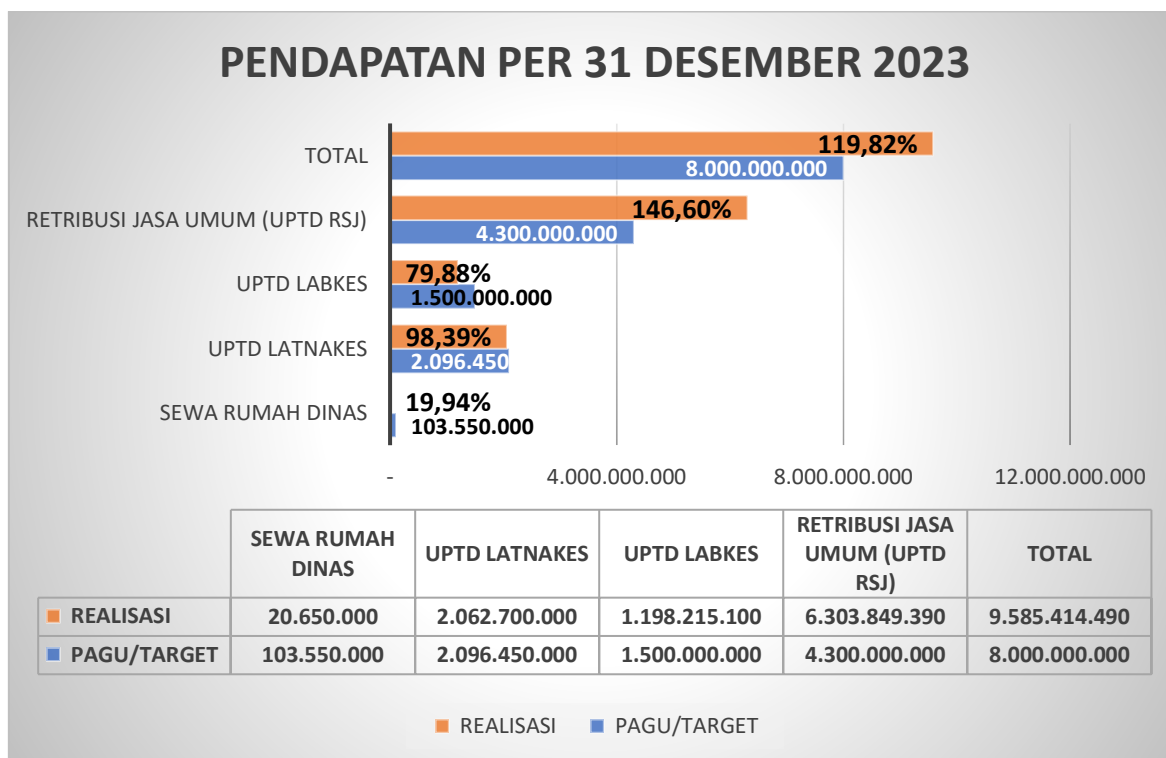 PENDAPATAN PER 31 DESEMBER 2023
TOTAL
119,82%
8.000.000.000
RETRIBUSI JASA UMUM (UPTD RSJ)
146,60%
4.300.000.000
UPTD LABKES
79,88%
1.500.000.000
UPTD LATNAKES
98,39%
2.096.450
SEWA RUMAH DINAS
19,94%
103.550.000
- 4.000.000.000 8.000.000.000 12.000.000.000
SEWA RUMAH DINAS UPTD LATNAKES UPTD LABKES RETRIBUSI JASA UMUM (UPTD RSJ) TOTAL
REALISASI 20.650.000 2.062.700.000 1.198.215.100 6.303.849.390 9.585.414.490
PAGU/TARGET 103.550.000 2.096.450.000 1.500.000.000 4.300.000.000 8.000.000.000
REALISASI PAGU/TARGET